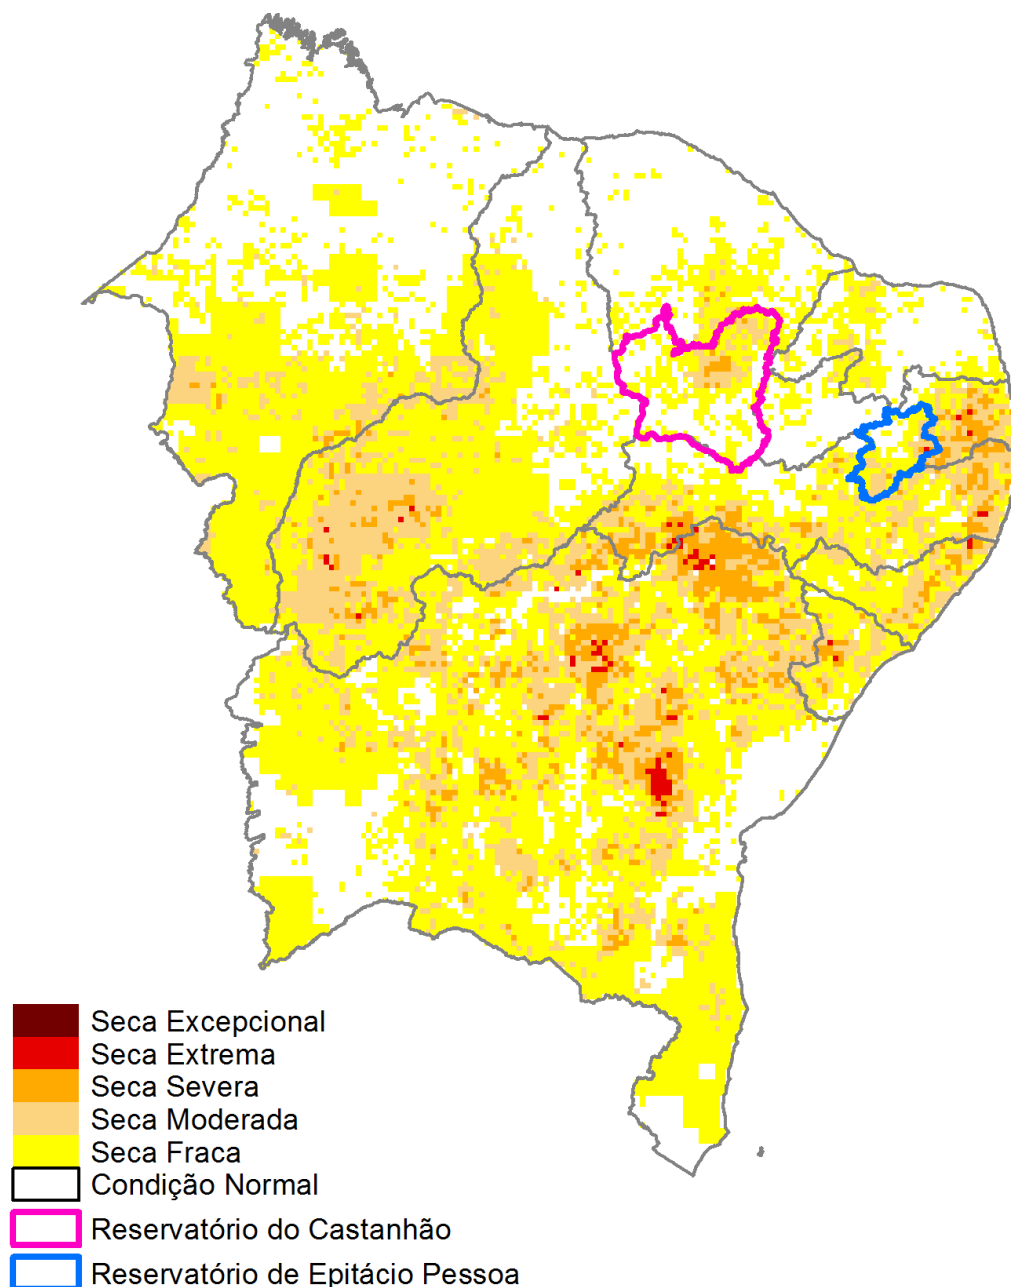 Seca Excepcional
Seca Extrema
Seca Severa
Seca Moderada
Seca Fraca
Condição Normal
Reservatório do Castanhão
Reservatório de Epitácio Pessoa